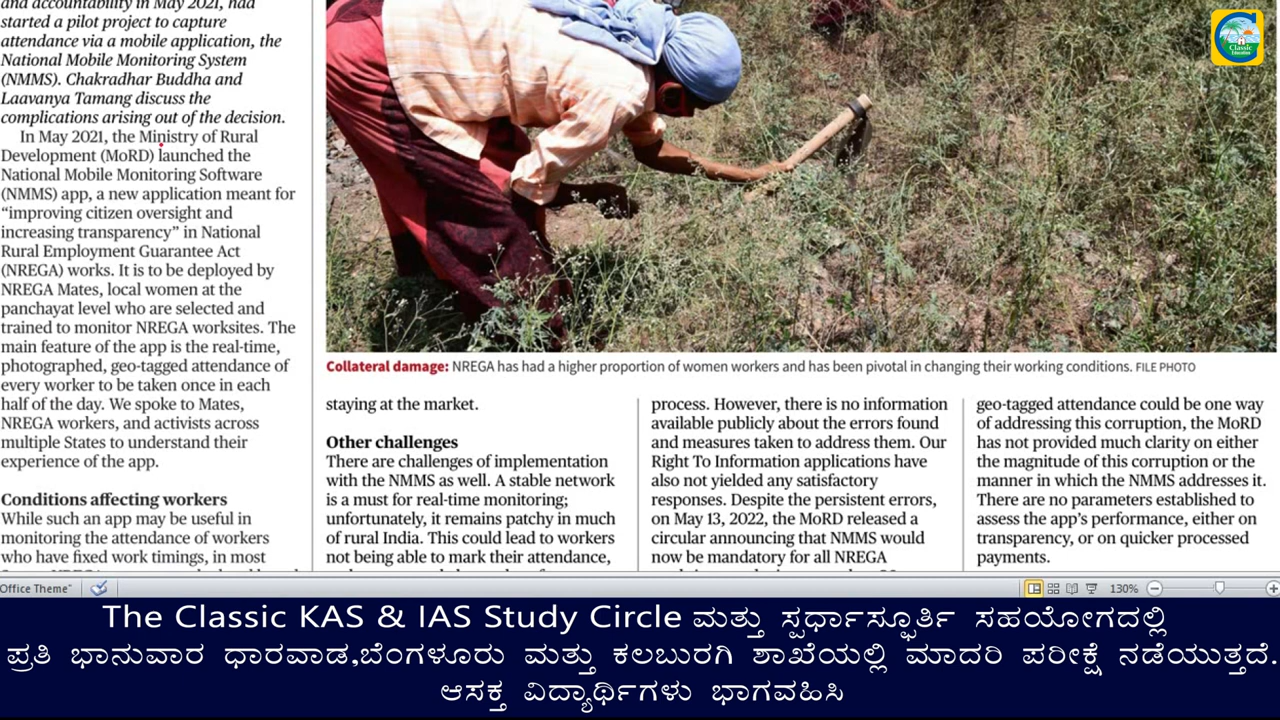 and accountability in May 2021, had
started a pilot project to capture
attendance via a mobile application, the
National Mobile Monitoring System
(NMMS). Chakradhar Buddha and
Laavanya Tamang discuss the
complications arising out of the decision.
In May 2021, the Ministry of Rural
Development (MoRD) launched the
National Mobile Monitoring Software
(NMMS) app, a new application meant for
“improving citizen oversight and
increasing transparency” in National
Rural Employment Guarantee Act
(NREGA) works. It is to be deployed by
NREGA Mates, local women at the
panchayat level who are selected and
trained to monitor NREGA worksites. The
main feature of the app is the real-time,
photographed, geo-tagged attendance of
every worker to be taken once in each
half of the day. We spoke to Mates,
NREGA workers, and activists across
multiple States to understand their
experience of the app.
Conditions affecting workers
While such an app may be useful in
monitoring the attendance of workers
who have fixed work timings, in most
Classic
Education
Collateral damage: NREGA has had a higher proportion of women workers and has been pivotal in changing their working conditions. FILE PHOTO
staying at the market.
Other challenges
There are challenges of implementation
with the NMMS as well. A stable network
is a must for real-time monitoring;
unfortunately, it remains patchy in much
of rural India. This could lead to workers
not being able to mark their attendance,
process. However, there is no information
available publicly about the errors found
and measures taken to address them. Our
Right To Information applications have
also not yielded any satisfactory
responses. Despite the persistent errors,
on May 13, 2022, the MoRD released a
circular announcing that NMMS would
now be mandatory for all NREGA
geo-tagged attendance could be one way
of addressing this corruption, the MoRD
has not provided much clarity on either
the magnitude of this corruption or the
manner in which the NMMS addresses it.
There are no parameters established to
assess the app’s performance, either on
transparency, or on quicker processed
payments.
Office Theme"
130%
The Classic KAS & IAS Study Circle ಮತ್ತು ಸ್ಪರ್ಧಾಸ್ಫೂರ್ತಿ ಸಹಯೋಗದಲ್ಲಿ
ಪ್ರತಿ ಭಾನುವಾರ ಧಾರವಾಡ,ಬೆಂಗಳೂರು ಮತ್ತು ಕಲಬುರಗಿ ಶಾಖೆಯಲ್ಲಿ ಮಾದರಿ ಪರೀಕ್ಷೆ ನಡೆಯುತ್ತದೆ.
ಆಸಕ್ತ ವಿದ್ಯಾರ್ಥಿಗಳು ಭಾಗವಹಿಸಿ